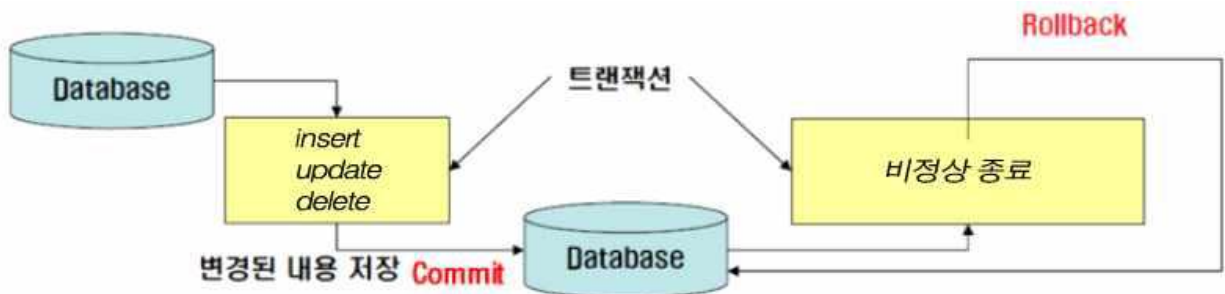 Rollback
Database
트랜잭션
insert
update
delete
비정상 종료
변경된 내용 저장 Commit
Database